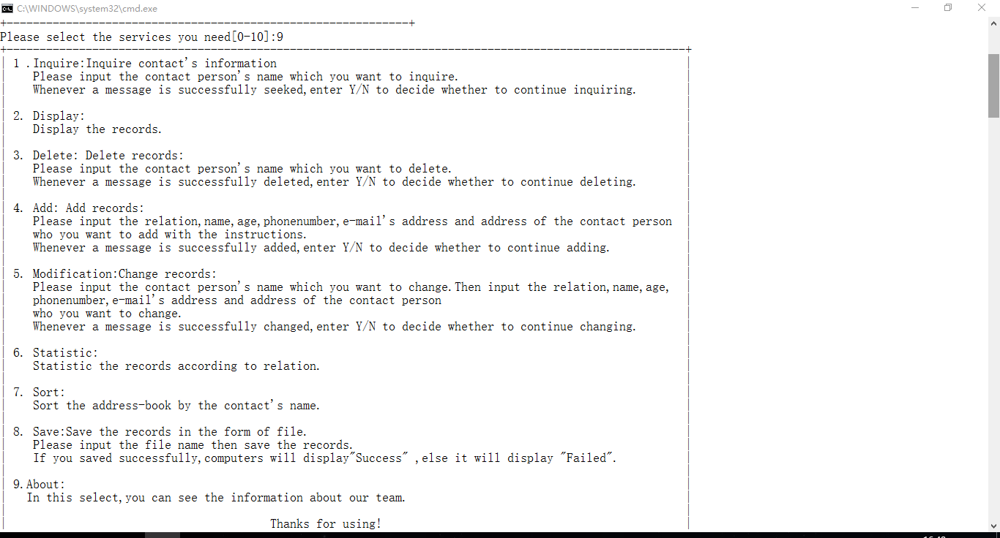 C:\WINDOWS\system32\cmd.exe
Please select the services you need[0-10]:9
1 .Inquire:Inquire contact's information
Please input the contact person's name which you want to inquire.
Whenever a message is successfully seeked,enter Y/N to decide whether to continue inquiring.
2. Display:
Display the records.
3. Delete: Delete records:
Please input the contact person's name which you want to delete.
Whenever a message is successfully deleted,enter Y/N to decide whether to continue deleting.
4. Add: Add records:
Please input the relation,name,age,phonenumber,e-mail's address and address of the contact person
who you want to add with the instructions.
Whenever a message is successfully added,enter Y/N to decide whether to continue adding.
5. Modification:Change records:
Please input the contact person's name which you want to change.Then input the relation,name,age,
phonenumber,e-mail's address and address of the contact person
who you want to change.
Whenever a message is successfully changed,enter Y/N to decide whether to continue changing.
6. Statistic:
Statistic the records according to relation.
7. Sort:
Sort the address-book by the contact's name.
8. Save:Save the records in the form of file.
Please input the file name then save the records.
If you saved successfully,computers will display"Success" ,else it will display "Failed".
9.About:
In this select,you can see the information about our team.
Thanks for using!